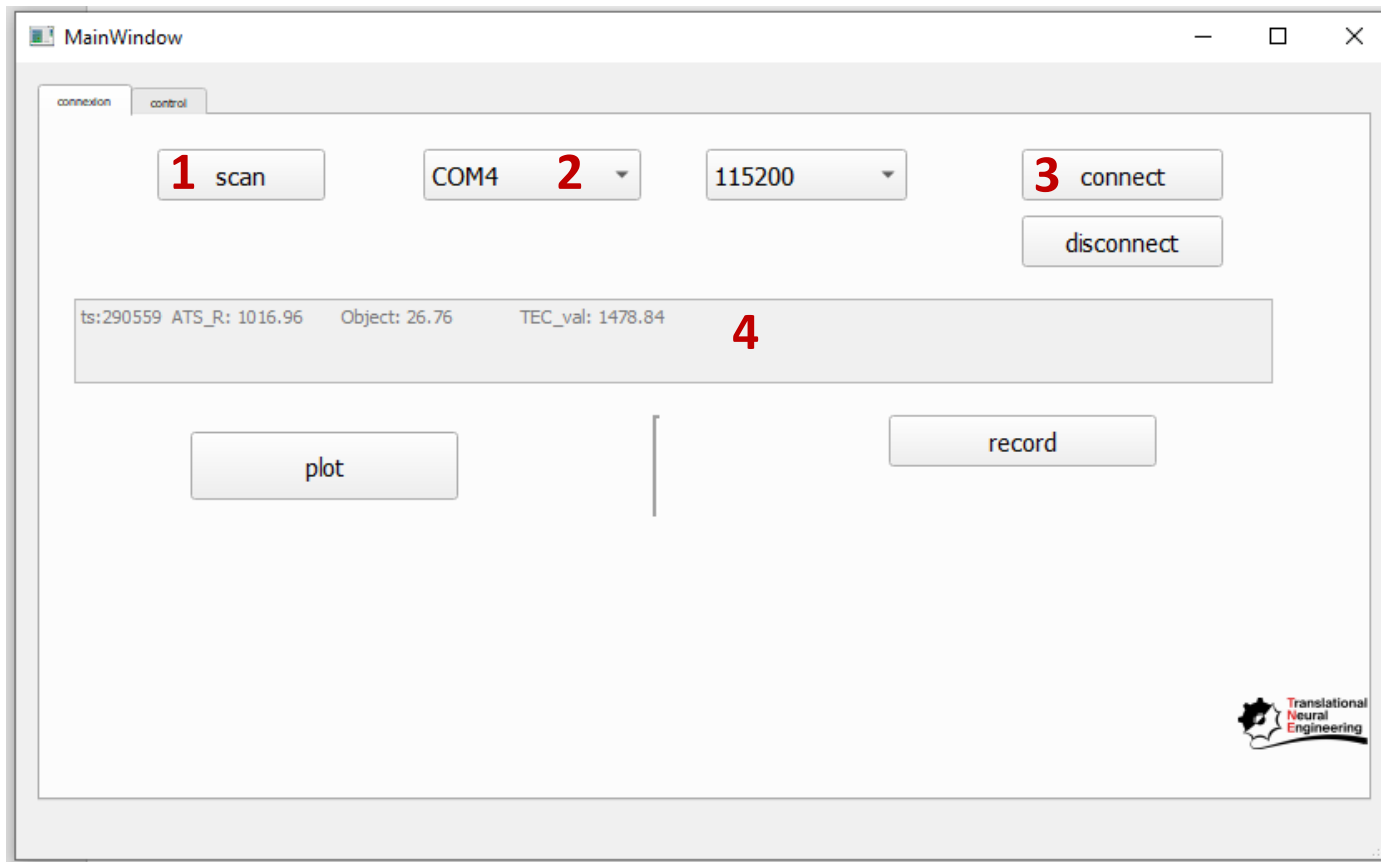 MainWindow
connexion control
1 scan COM4 2 115200 3 connect
disconnect
ts:290559 ATS_R: 1016.96 Object: 26.76 TEC_val: 1478.84 4
plot record
Translational
Neural
Engineering